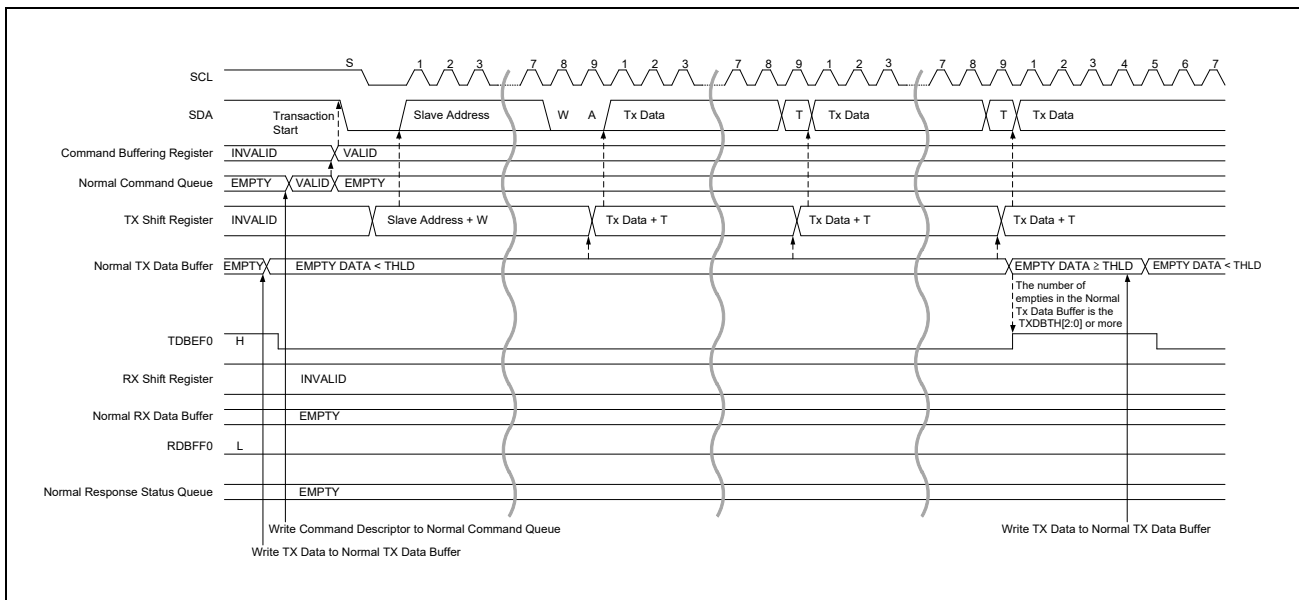 S 1 2 3 7 8 9 1 2 3 7 8 9 1 2 3 7 8 9 1 2 3 4 5 6 7
SCL
SDA Transaction Start Slave Address W A Tx Data T Tx Data T Tx Data
Command Buffering Register INVALID VALID
Normal Command Queue EMPTY VALID EMPTY
TX Shift Register INVALID Slave Address + W Tx Data + T Tx Data + T Tx Data + T
Normal TX Data Buffer EMPTY EMPTY DATA < THLD EMPTY DATA ≥ THLD EMPTY DATA < THLD
The number of
empties in the Normal
Tx Data Buffer is the
TXDBTH[2:0] or more
TDBEF0 H
RX Shift Register INVALID
Normal RX Data Buffer EMPTY
RDBFF0 L
Normal Response Status Queue EMPTY
Write Command Descriptor to Normal Command Queue Write TX Data to Normal TX Data Buffer
Write TX Data to Normal TX Data Buffer